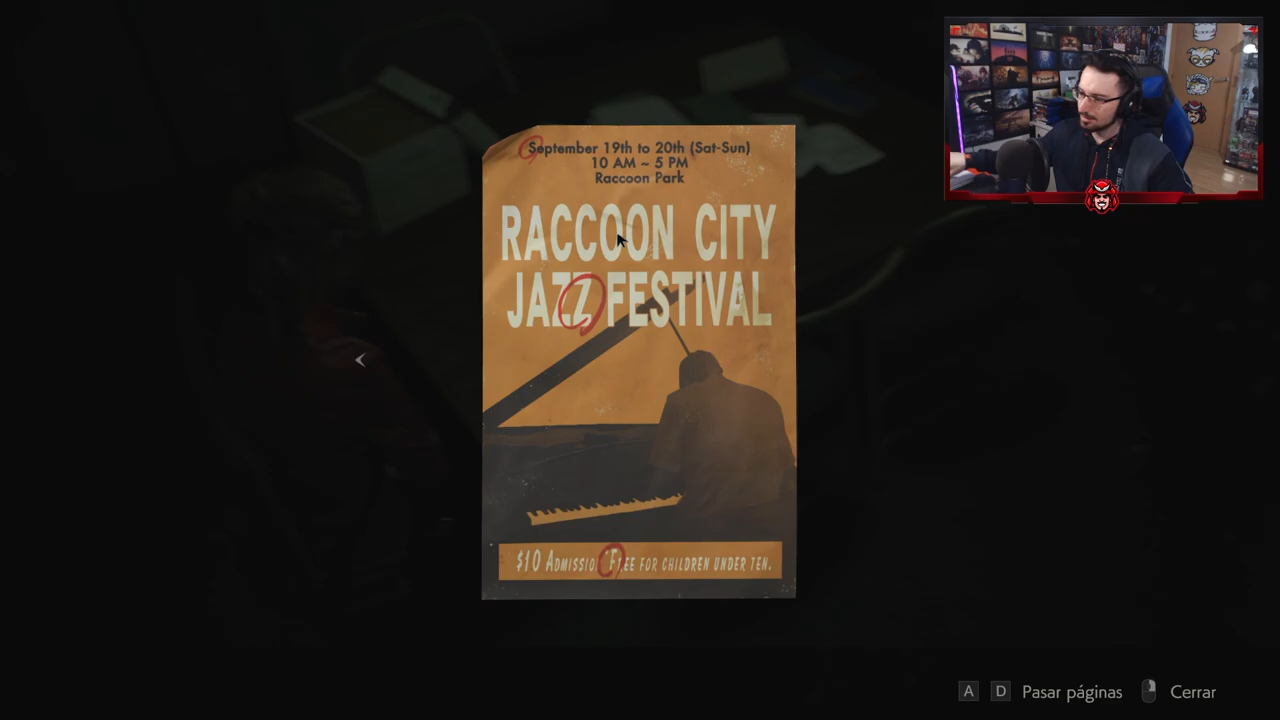 September 19th to 20th (Sat-Sun)
10 AM ~ 5 PM
Raccoon Park
RACCOON CITY
JAZZ FESTIVAL
$10 Admission Free for children under ten.
A D Pasar páginas Cerrar